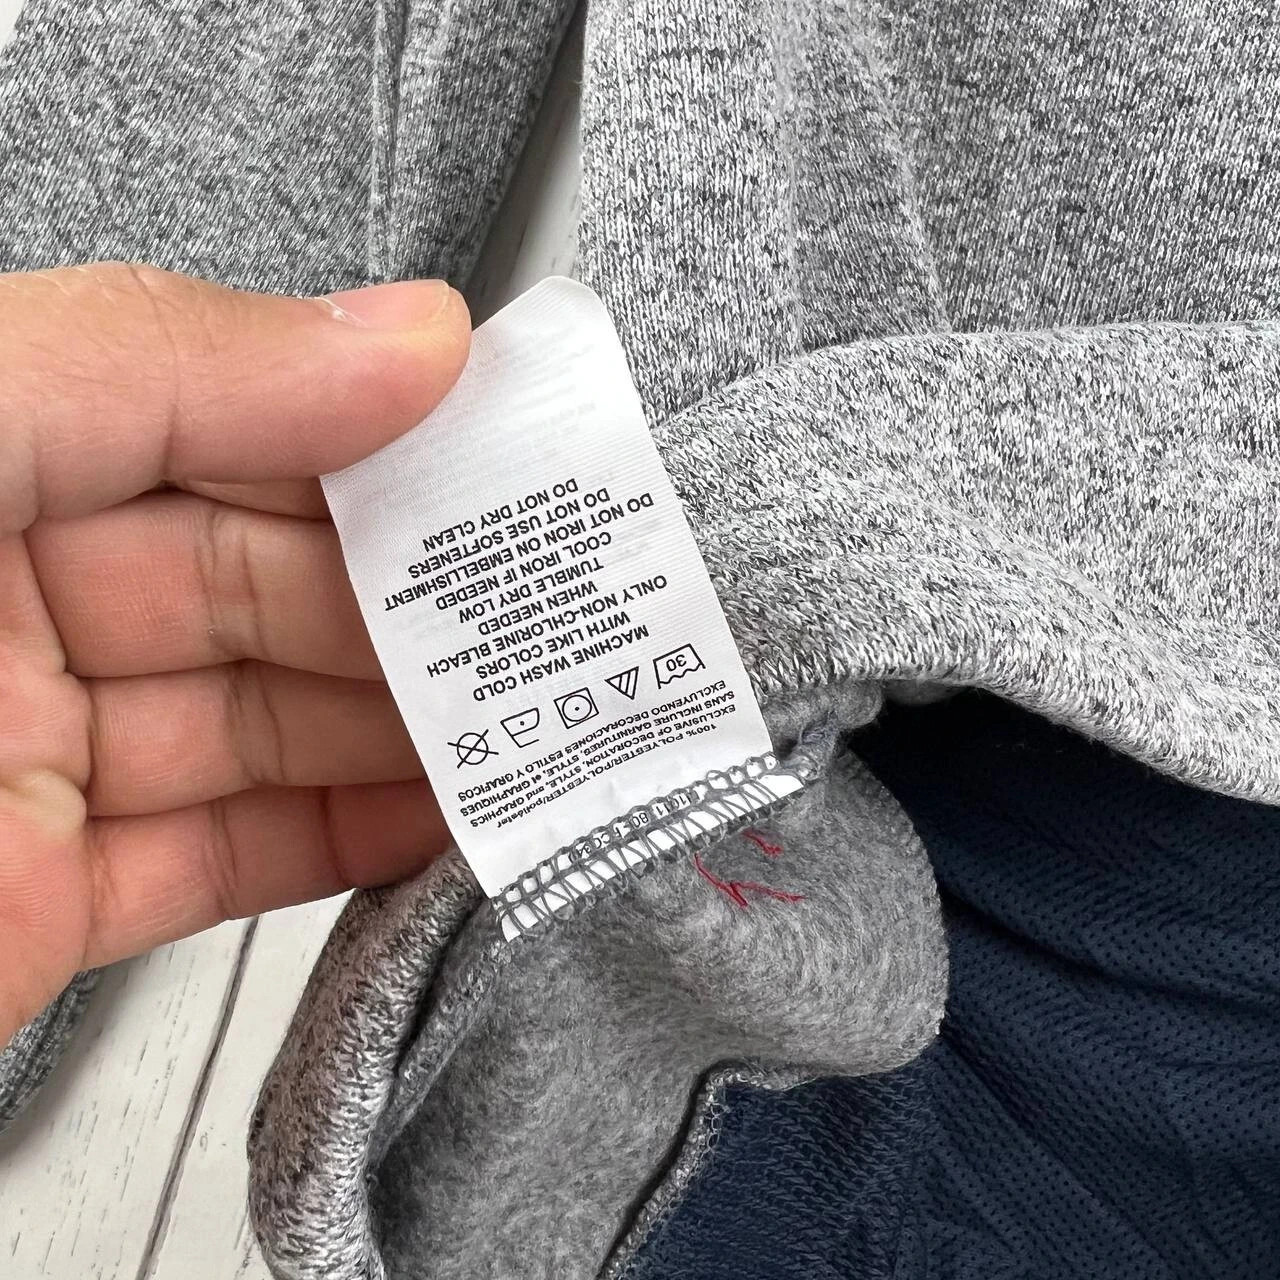 100% POLYESTER/POLYESTER/poliéster
EXCLUSIVE OF DECORATION, STYLE, and GRAPHICS
SANS INCLURE GARNITURES, STYLE, et GRAPHIQUES
EXCLUYENDO DECORACIONES ESTILO Y GRAFICOS
30
MACHINE WASH COLD
WITH LIKE COLORS
ONLY NON-CHLORINE BLEACH
WHEN NEEDED
TUMBLE DRY LOW
COOL IRON IF NEEDED
DO NOT IRON ON EMBELLISHMENT
DO NOT USE SOFTENERS
DO NOT DRY CLEAN